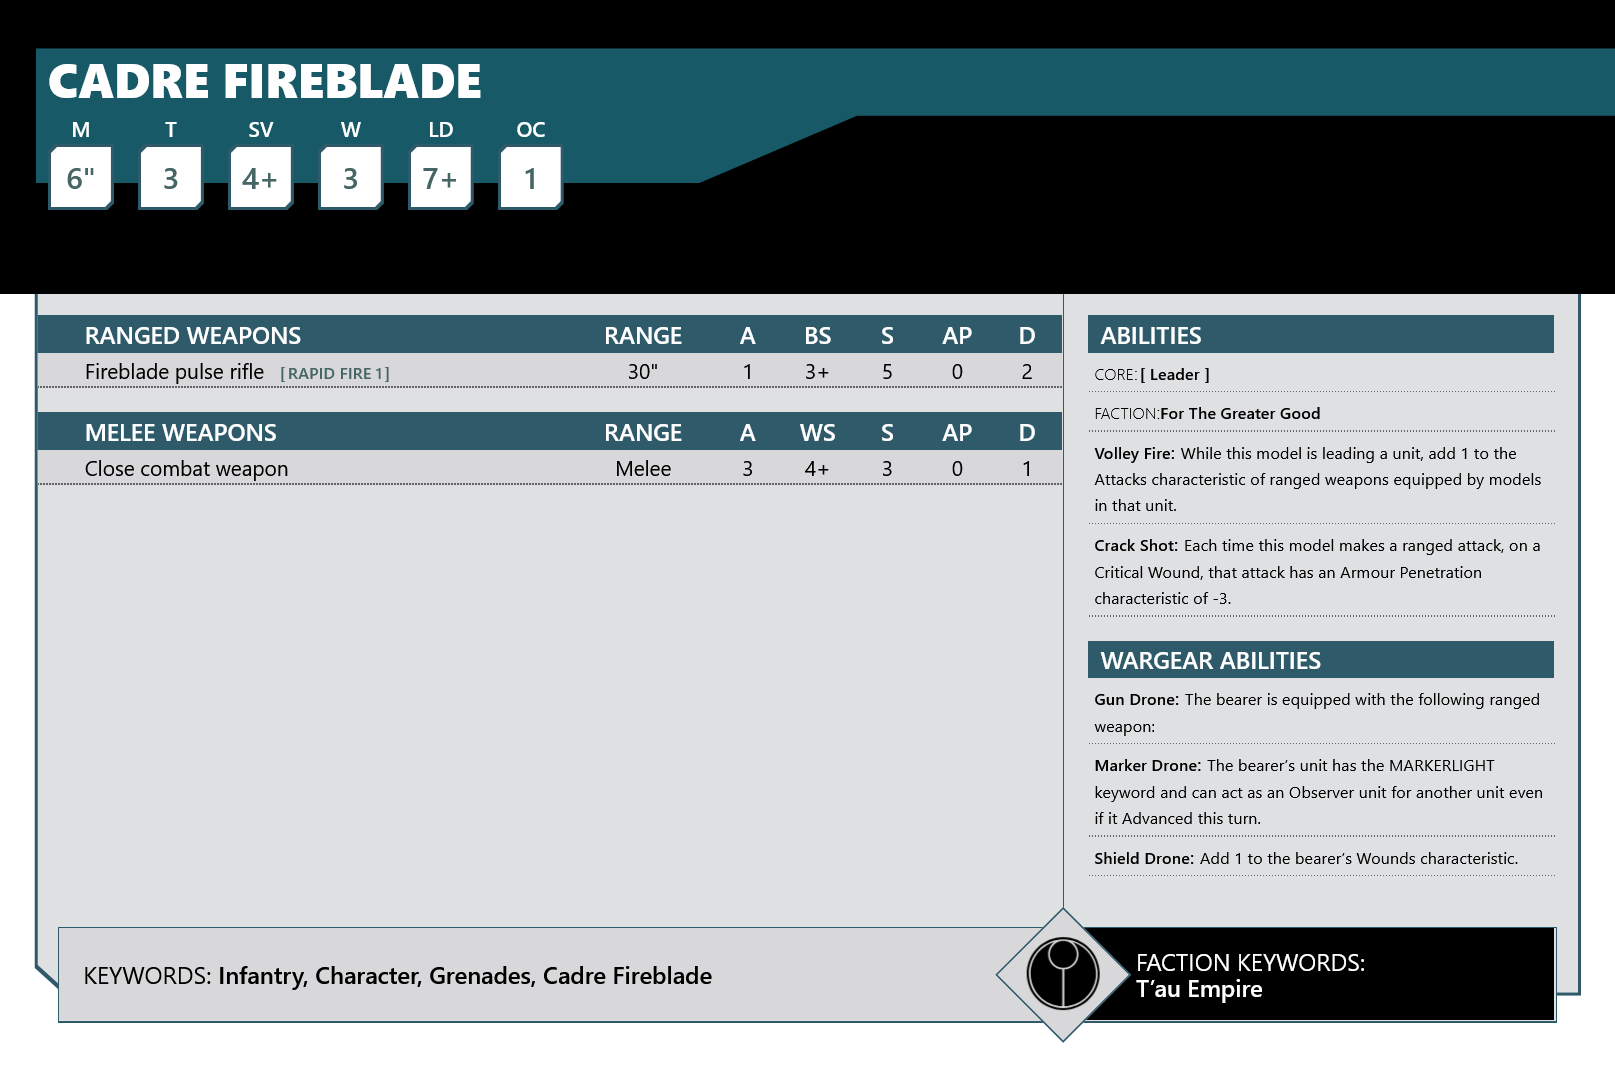 CADRE FIREBLADE
M T SV W LD OC
6" 3 4+ 3 7+ 1
RANGED WEAPONS RANGE A BS S AP D
Fireblade pulse rifle [ RAPID FIRE 1 ] 30" 1 3+ 5 0 2
MELEE WEAPONS RANGE A WS S AP D
Close combat weapon Melee 3 4+ 3 0 1
ABILITIES
CORE: [ Leader ]
FACTION:For The Greater Good
Volley Fire: While this model is leading a unit, add 1 to the
Attacks characteristic of ranged weapons equipped by models
in that unit.
Crack Shot: Each time this model makes a ranged attack, on a
Critical Wound, that attack has an Armour Penetration
characteristic of -3.
WARGEAR ABILITIES
Gun Drone: The bearer is equipped with the following ranged
weapon:
Marker Drone: The bearer’s unit has the MARKERLIGHT
keyword and can act as an Observer unit for another unit even
if it Advanced this turn.
Shield Drone: Add 1 to the bearer’s Wounds characteristic.
KEYWORDS: Infantry, Character, Grenades, Cadre Fireblade
FACTION KEYWORDS:
T’au Empire